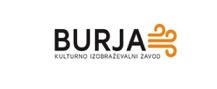 BURJA
KULTURNO IZOBRAŽEVALNI ZAVOD